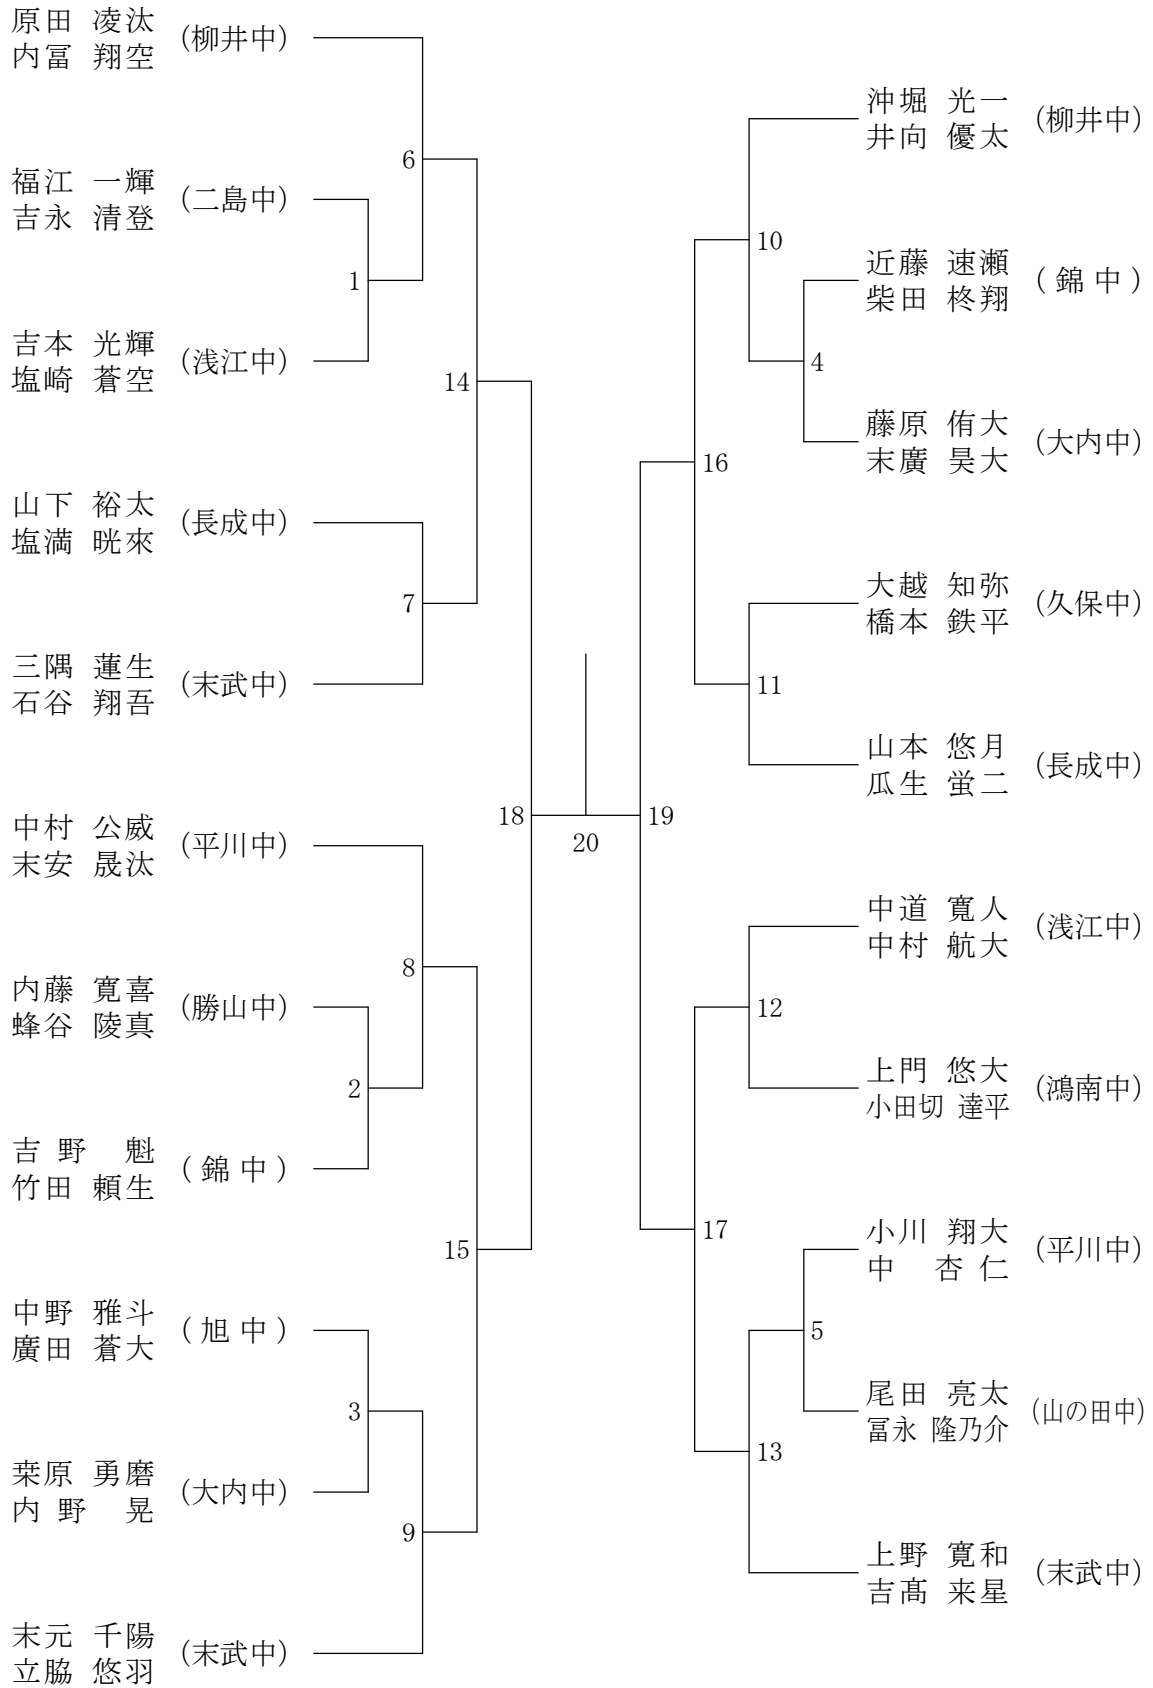 原田 凌汰
内冨 翔空
(柳井中)
福江 一輝
吉永 清登
(二島中)
吉本 光輝
塩崎 蒼空
(浅江中)
山下 裕太
塩満 晄來
(長成中)
三隅 蓮生
石谷 翔吾
(末武中)
中村 公威
末安 晟汰
(平川中)
内藤 寛喜
蜂谷 陵真
(勝山中)
吉野 魁
竹田 頼生
(錦中)
中野 雅斗
廣田 蒼大
(旭中)
桒原 勇磨
内野 晃
(大内中)
末元 千陽
立脇 悠羽
(末武中)
6
1
14
7
18
8
2
15
3
9
20
19
10
4
16
11
12
17
5
13
沖堀 光一
井向 優太
(柳井中)
近藤 速瀬
柴田 柊翔
(錦中)
藤原 侑大
末廣 昊大
(大内中)
大越 知弥
橋本 鉄平
(久保中)
山本 悠月
瓜生 蛍二
(長成中)
中道 寛人
中村 航大
(浅江中)
上門 悠大
小田切 達平
(鴻南中)
小川 翔大
中 杏仁
(平川中)
尾田 亮太
冨永 隆乃介
(山の田中)
上野 寛和
吉髙 来星
(末武中)